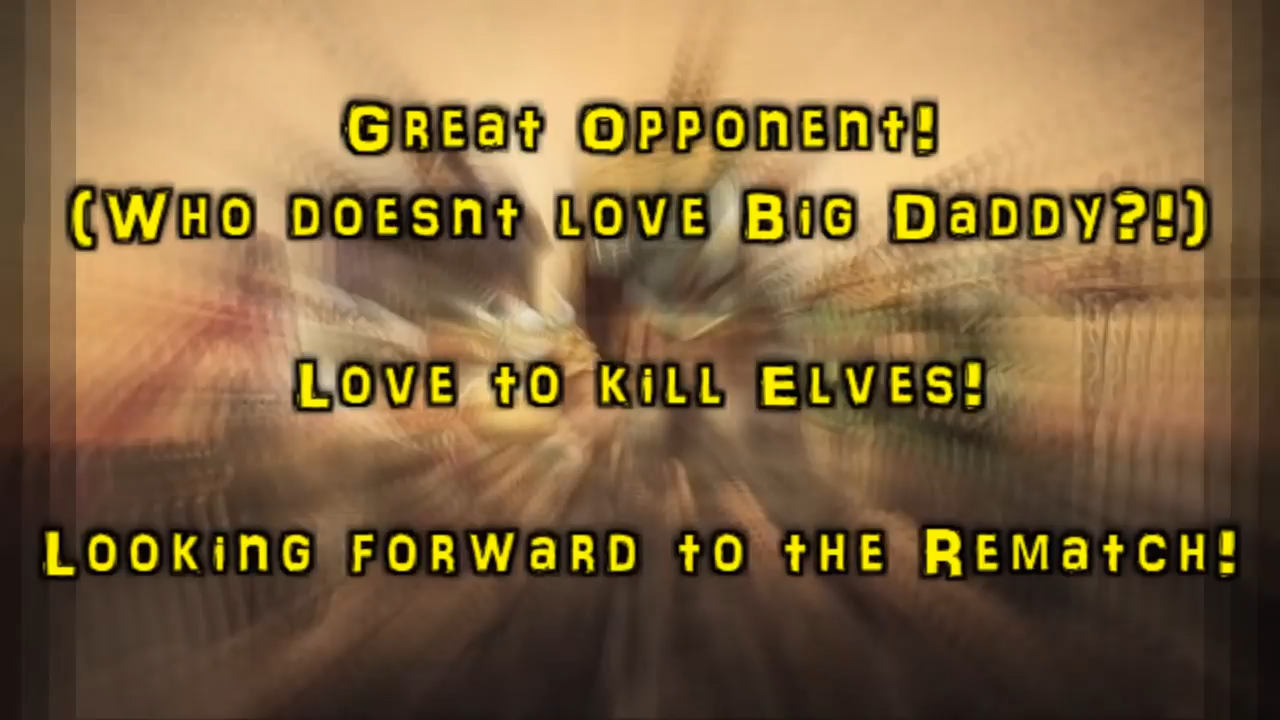 Great Opponent!
(Who doesnt love Big Daddy?!)
Love to kill Elves!
Looking forward to the Rematch!